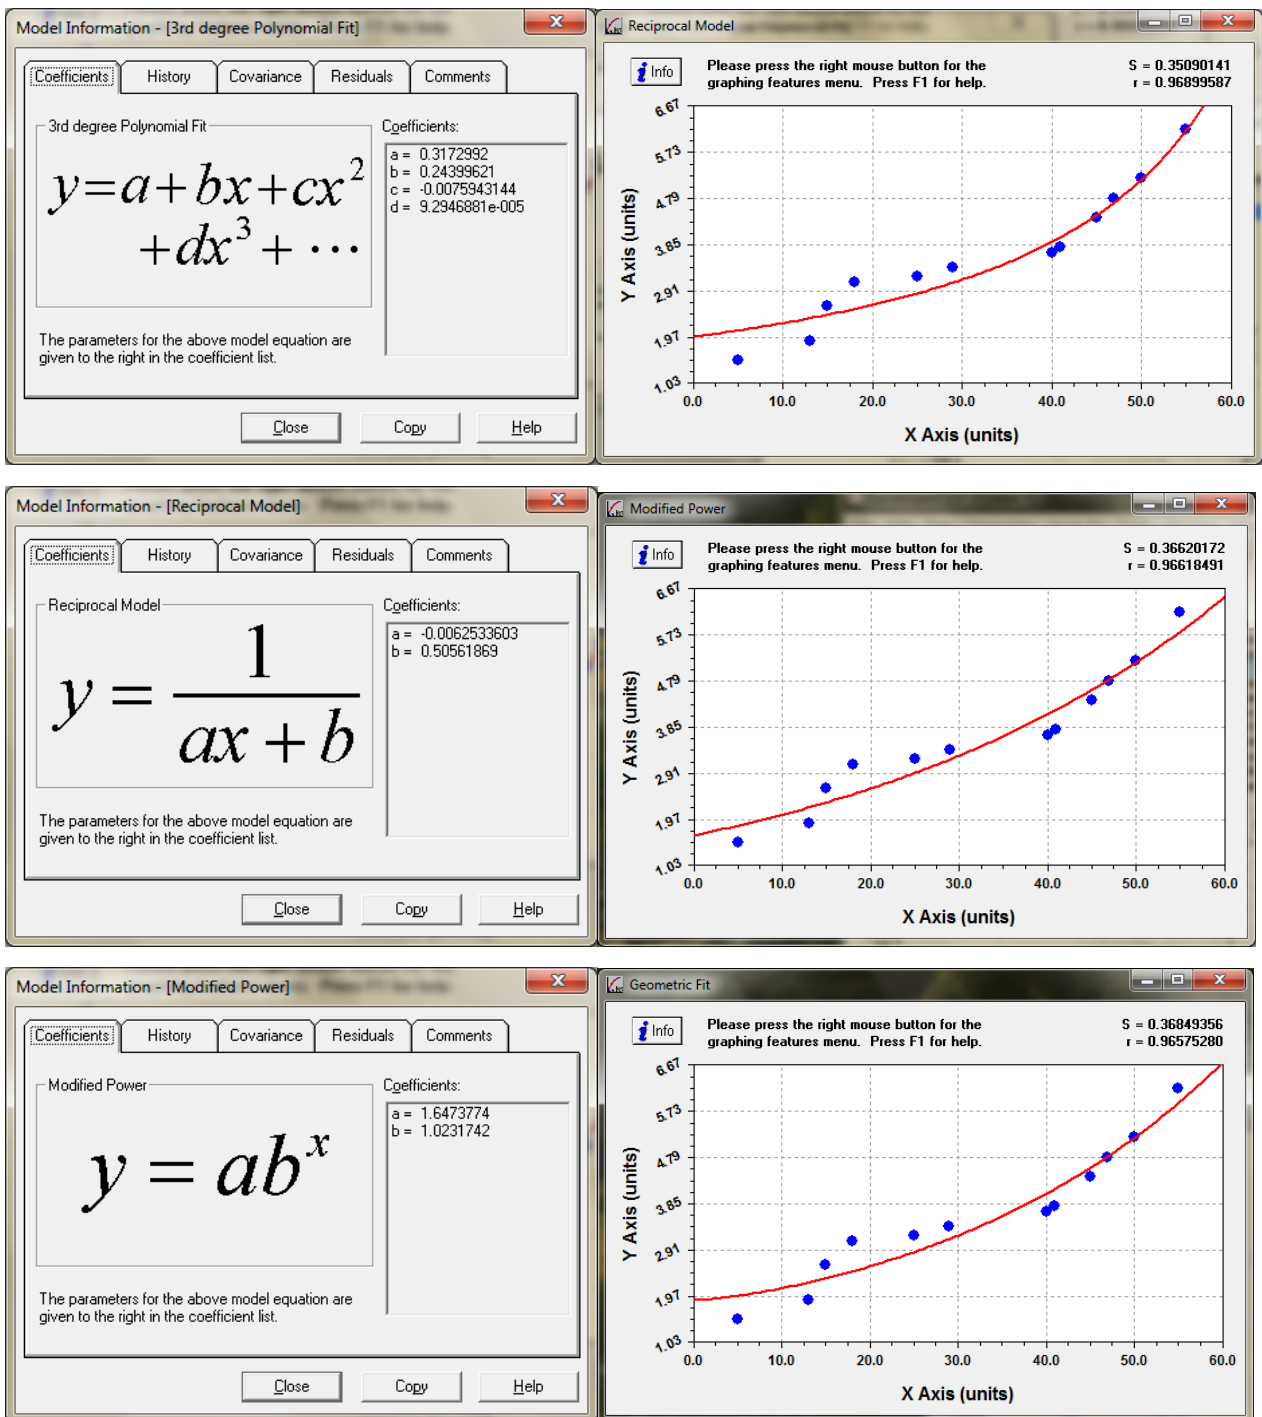 Model Information - [3rd degree Polynomial Fit]
Coefficients History Covariance Residuals Comments
3rd degree Polynomial Fit
y=a+bx+cx²
+dx³+ ⋯
Coefficients:
a = 0.3172992
b = 0.24399621
c = -0.0075943144
d = 9.2946881e-005
The parameters for the above model equation are
given to the right in the coefficient list.
Close Copy Help
Reciprocal Model
Info
Please press the right mouse button for the
graphing features menu. Press F1 for help.
S = 0.35090141
r = 0.96899587
Y Axis (units)
6.67
5.73
4.79
3.85
2.91
1.97
1.03
0.0 10.0 20.0 30.0 40.0 50.0 60.0
X Axis (units)
Model Information - [Reciprocal Model]
Coefficients History Covariance Residuals Comments
Reciprocal Model
y = 1 / ax + b
Coefficients:
a = -0.0062533603
b = 0.50561869
The parameters for the above model equation are
given to the right in the coefficient list.
Close Copy Help
Modified Power
Info
Please press the right mouse button for the
graphing features menu. Press F1 for help.
S = 0.36620172
r = 0.96618491
Y Axis (units)
6.67
5.73
4.79
3.85
2.91
1.97
1.03
0.0 10.0 20.0 30.0 40.0 50.0 60.0
X Axis (units)
Model Information - [Modified Power]
Coefficients History Covariance Residuals Comments
Modified Power
y = abˣ
Coefficients:
a = 1.6473774
b = 1.0231742
The parameters for the above model equation are
given to the right in the coefficient list.
Close Copy Help
Geometric Fit
Info
Please press the right mouse button for the
graphing features menu. Press F1 for help.
S = 0.36849356
r = 0.96575280
Y Axis (units)
6.67
5.73
4.79
3.85
2.91
1.97
1.03
0.0 10.0 20.0 30.0 40.0 50.0 60.0
X Axis (units)